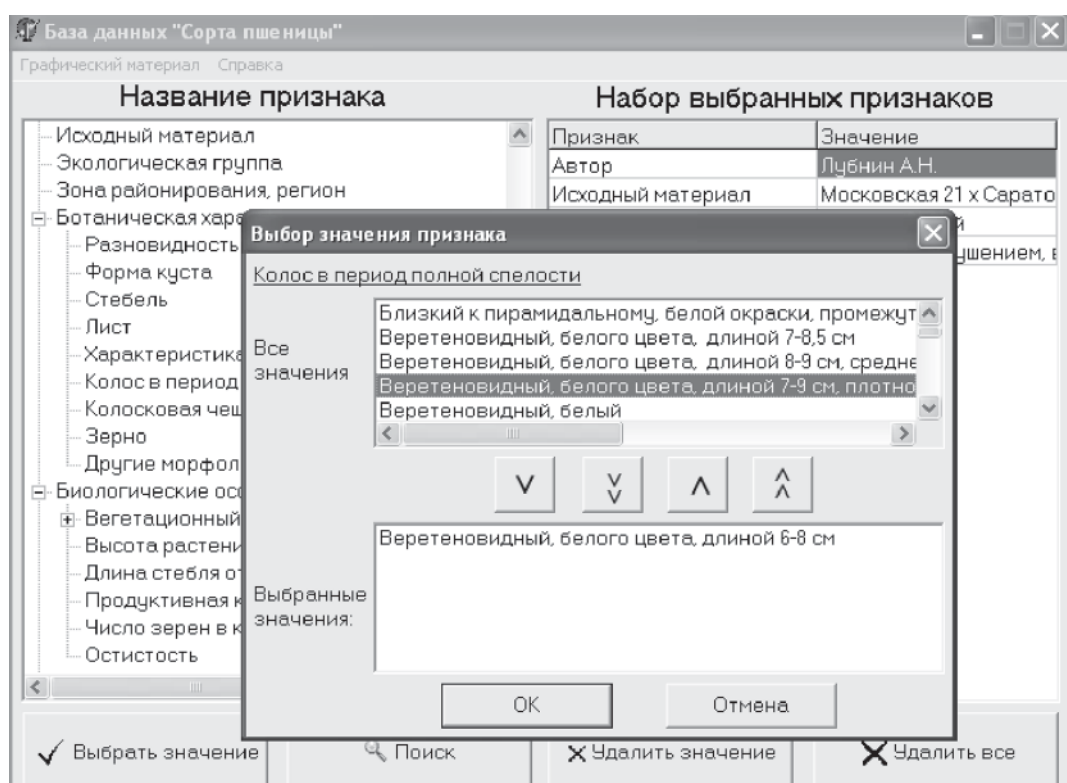 База данных "Сорта пшеницы"
Графический материал Справка
Название признака
Исходный материал
Экологическая группа
Зона районирования, регион
Ботаническая хара
Разновидность
Форма куста
Стебель
Лист
Характеристика
Колос в период
Колосковая чеш
Зерно
Другие морфол
Биологические осо
Вегетационный
Высота растени
Длина стебля от
Продуктивная к
Число зерен в к
Остистость
Набор выбранных признаков
Признак Значение
Автор Лубнин А.Н.
Исходный материал Московская 21 х Сарато
й
ушением, в
Выбор значения признака
Колос в период полной спелости
Все
значения
Близкий к пирамидальному, белой окраски, промежут
Веретеновидный, белого цвета, длиной 7-8,5 см
Веретеновидный, белого цвета, длиной 8-9 см, средне
Веретеновидный, белого цвета, длиной 7-9 см, плотно
Веретеновидный, белый
Выбранные
значения:
Веретеновидный, белого цвета, длиной 6-8 см
OK Отмена
Выбрать значение Поиск Удалить значение Удалить все